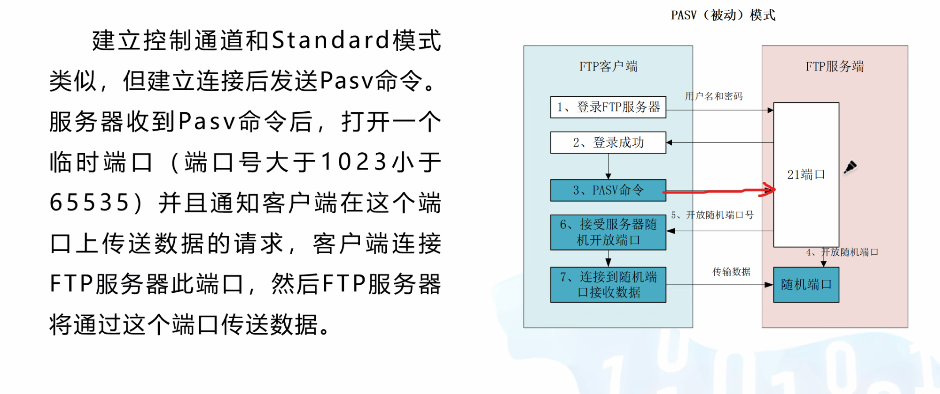 建立控制通道和Standard模式
类似，但建立连接后发送Pasv命令。
服务器收到Pasv命令后，打开一个
临时端口（端口号大于1023小于
65535）并且通知客户端在这个端
口上传送数据的请求，客户端连接
FTP服务器此端口，然后FTP服务器
将通过这个端口传送数据。
PASV（被动）模式
FTP客户端
FTP服务端
1、登录FTP服务器
用户名和密码
2、登录成功
3、PASV命令
21端口
5、开放随机端口号
6、接受服务器随
机开放端口
4、开放随机端口
7、连接到随机端
口接收数据
传输数据
随机端口